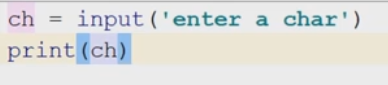 ch = input('enter a char')
print(ch)